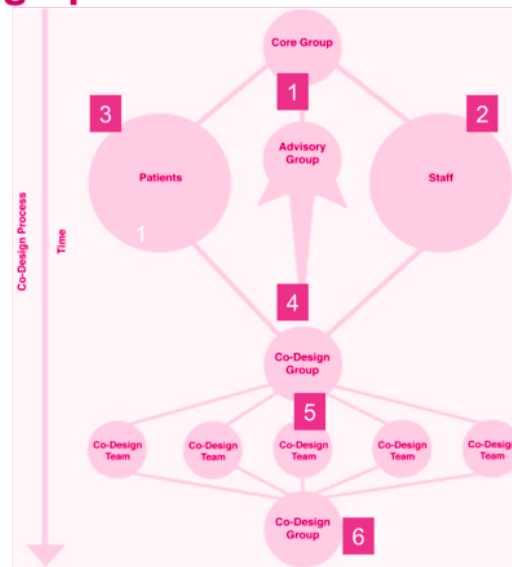 Core Group
1
3
2
Advisory
Group
Patients
Staff
1
Co-Design Process
Time
4
Co-Design
Group
5
Co-Design
Team
Co-Design
Team
Co-Design
Team
Co-Design
Team
Co-Design
Team
Co-Design
Group
6